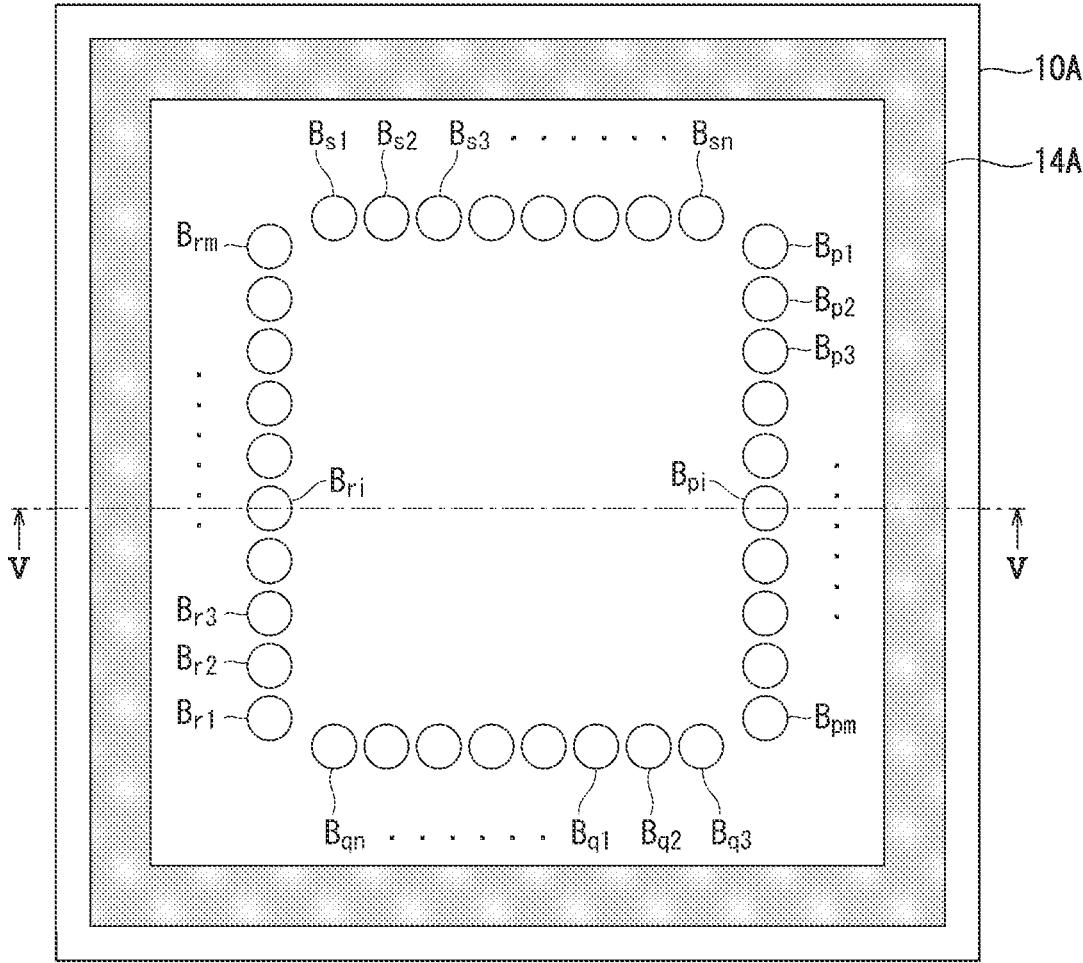 10A
14A
Bs1 Bs2 Bs3 · · · · · · Bsn
Brm
Bp1
Bp2
Bp3
Bri
Bpi
V
V
Br3
Br2
Br1
Bpm
Bqn · · · · · · Bq1 Bq2 Bq3